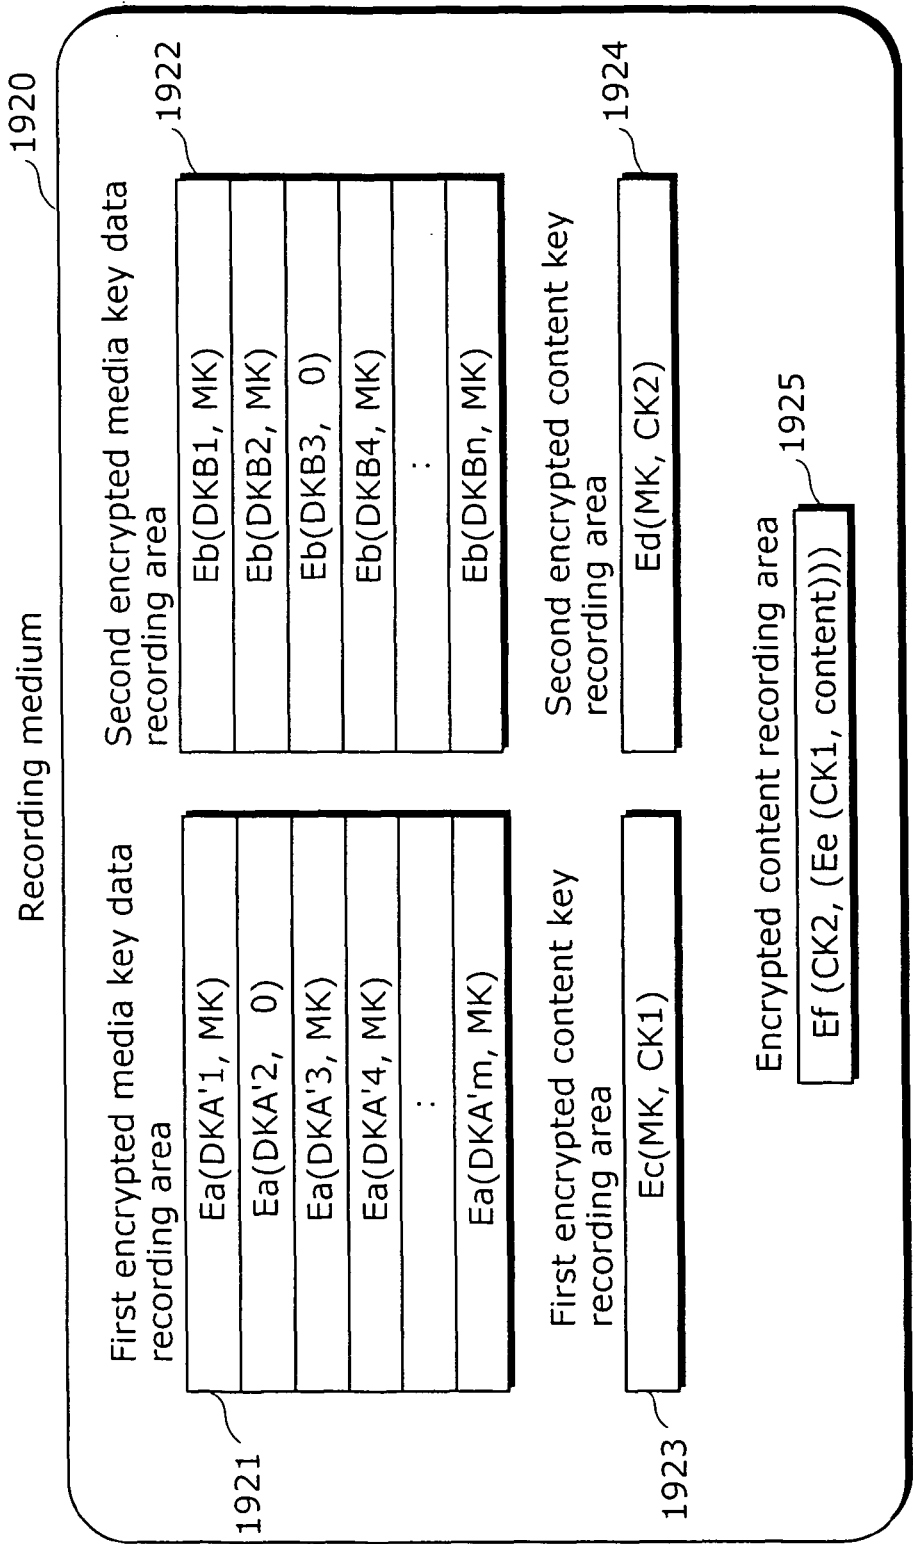 Recording medium
1920
First encrypted media key data
recording area
1921
Ea(DKA'1, MK)
Ea(DKA'2, 0)
Ea(DKA'3, MK)
Ea(DKA'4, MK)
:
Ea(DKA'm, MK)
Second encrypted media key data
recording area
1922
Eb(DKB1, MK)
Eb(DKB2, MK)
Eb(DKB3, 0)
Eb(DKB4, MK)
:
Eb(DKBn, MK)
First encrypted content key
recording area
1923
Ec(MK, CK1)
Second encrypted content key
recording area
1924
Ed(MK, CK2)
Encrypted content recording area
1925
Ef (CK2, (Ee (CK1, content)))